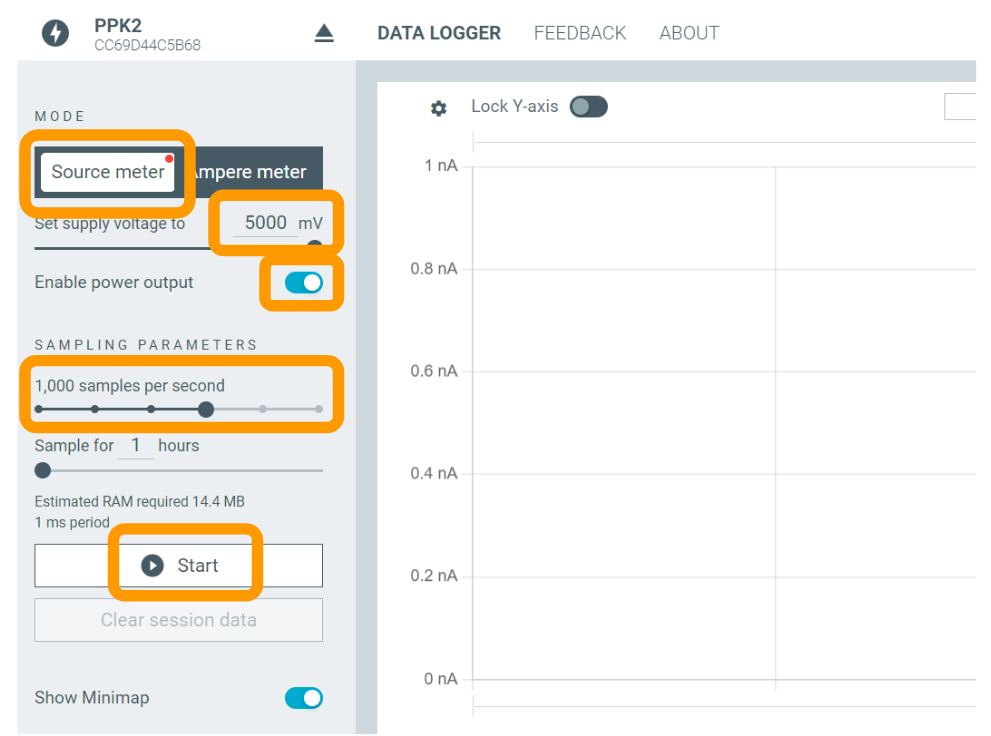 PPK2
CC69D44C5B68
DATA LOGGER FEEDBACK ABOUT
MODE
Source meter
mpere meter
Set supply voltage to 5000 mV
Enable power output
SAMPLING PARAMETERS
1,000 samples per second
Sample for 1 hours
Estimated RAM required 14.4 MB
1 ms period
Start
Clear session data
Show Minimap
Lock Y-axis
1 nA
0.8 nA
0.6 nA
0.4 nA
0.2 nA
0 nA